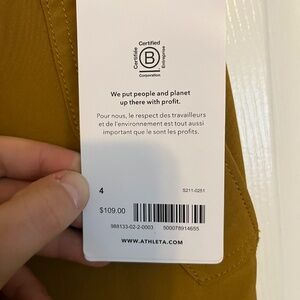 Certified
Certifiée
B
Entreprise
Corporation
We put people and planet
up there with profit.
Pour nous, le respect des travailleurs
et de l'environnement est tout aussi
important que le sont les profits.
4
S211-0251
$109.00
988133-02-2-0003 500078914655
WWW.ATHLETA.COM